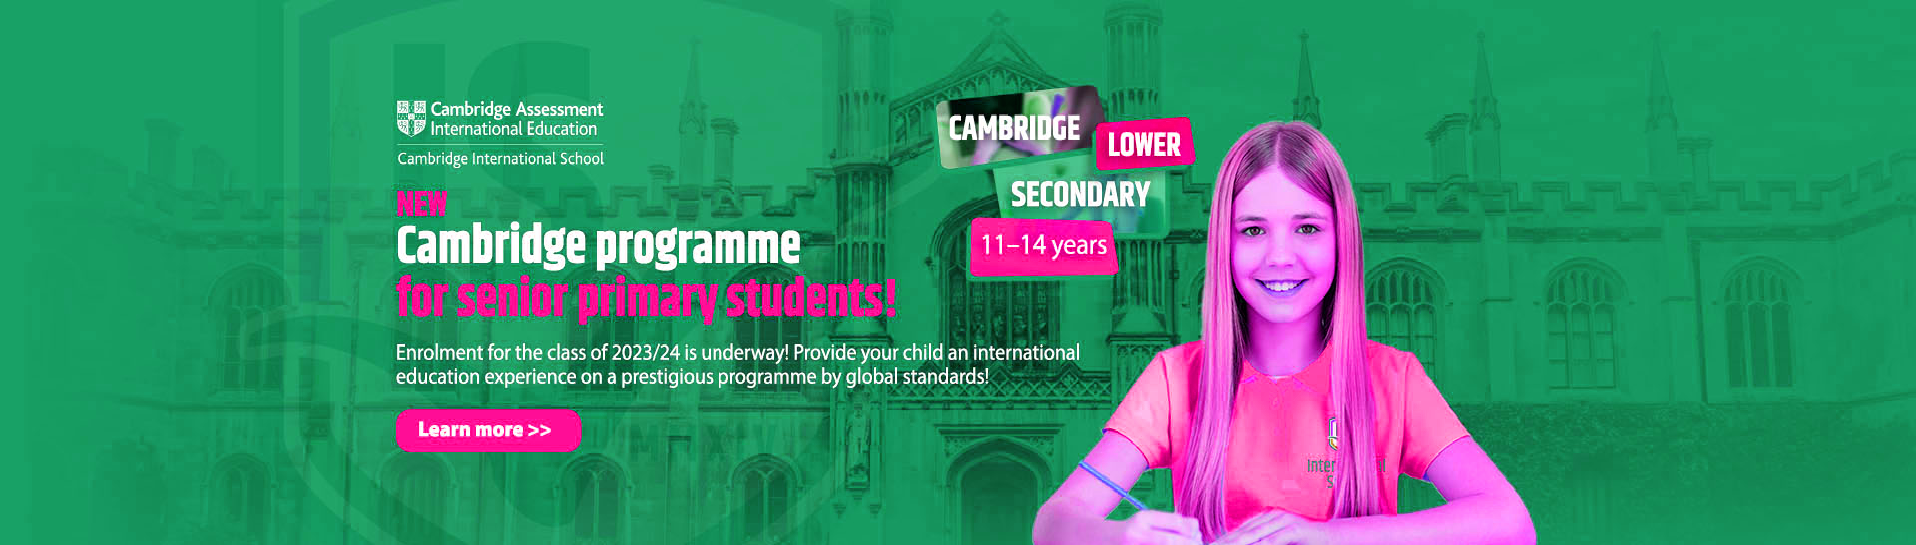 Cambridge Assessment
International Education
Cambridge International School
NEW
Cambridge programme
for senior primary students!
Enrolment for the class of 2023/24 is underway! Provide your child an international
education experience on a prestigious programme by global standards!
Learn more >>
CAMBRIDGE
LOWER
SECONDARY
11–14 years